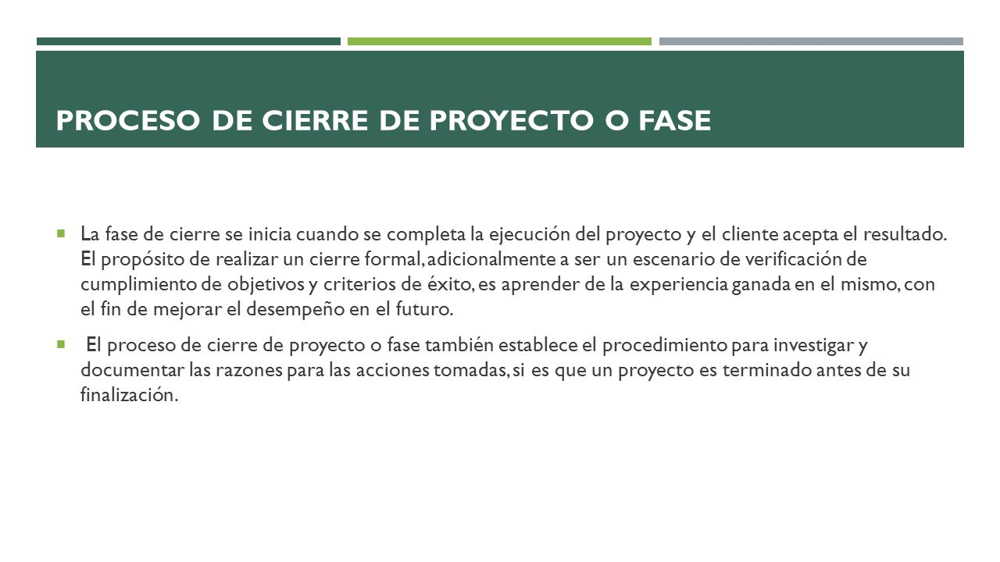 PROCESO DE CIERRE DE PROYECTO O FASE
La fase de cierre se inicia cuando se completa la ejecución del proyecto y el cliente acepta el resultado.
El propósito de realizar un cierre formal, adicionalmente a ser un escenario de verificación de
cumplimiento de objetivos y criterios de éxito, es aprender de la experiencia ganada en el mismo, con
el fin de mejorar el desempeño en el futuro.
El proceso de cierre de proyecto o fase también establece el procedimiento para investigar y
documentar las razones para las acciones tomadas, si es que un proyecto es terminado antes de su
finalización.